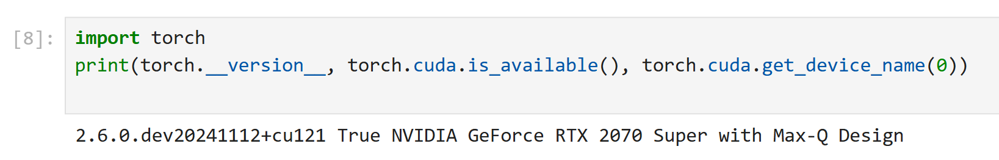 [8]:
import torch
print(torch.__version__, torch.cuda.is_available(), torch.cuda.get_device_name(0))
2.6.0.dev20241112+cu121 True NVIDIA GeForce RTX 2070 Super with Max-Q Design